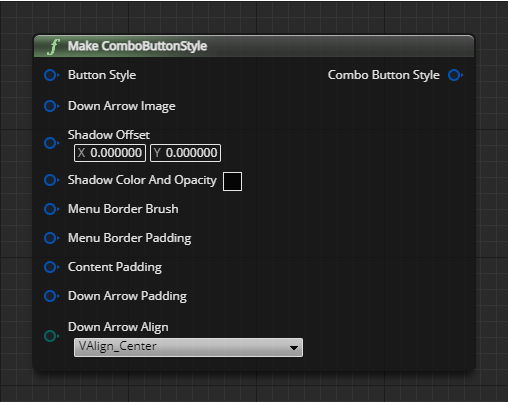 f Make ComboButtonStyle
Button Style Combo Button Style
Down Arrow Image
Shadow Offset
X 0.000000 Y 0.000000
Shadow Color And Opacity
Menu Border Brush
Menu Border Padding
Content Padding
Down Arrow Padding
Down Arrow Align
VAlign_Center